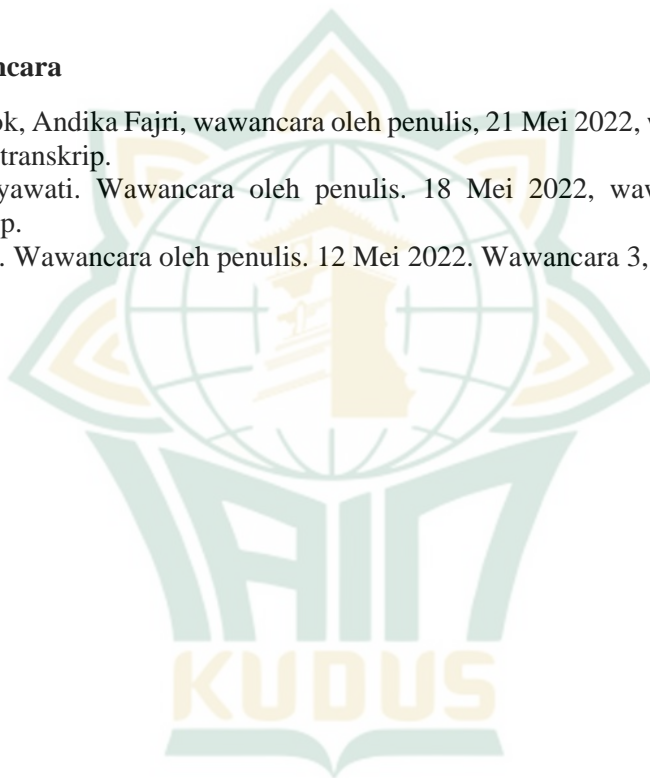 ncara
ok, Andika Fajri, wawancara oleh penulis, 21 Mei 2022,
transkrip.
yawati. Wawancara oleh penulis. 18 Mei 2022, waw
p.
. Wawancara oleh penulis. 12 Mei 2022. Wawancara 3,
IAIN
KUDUS